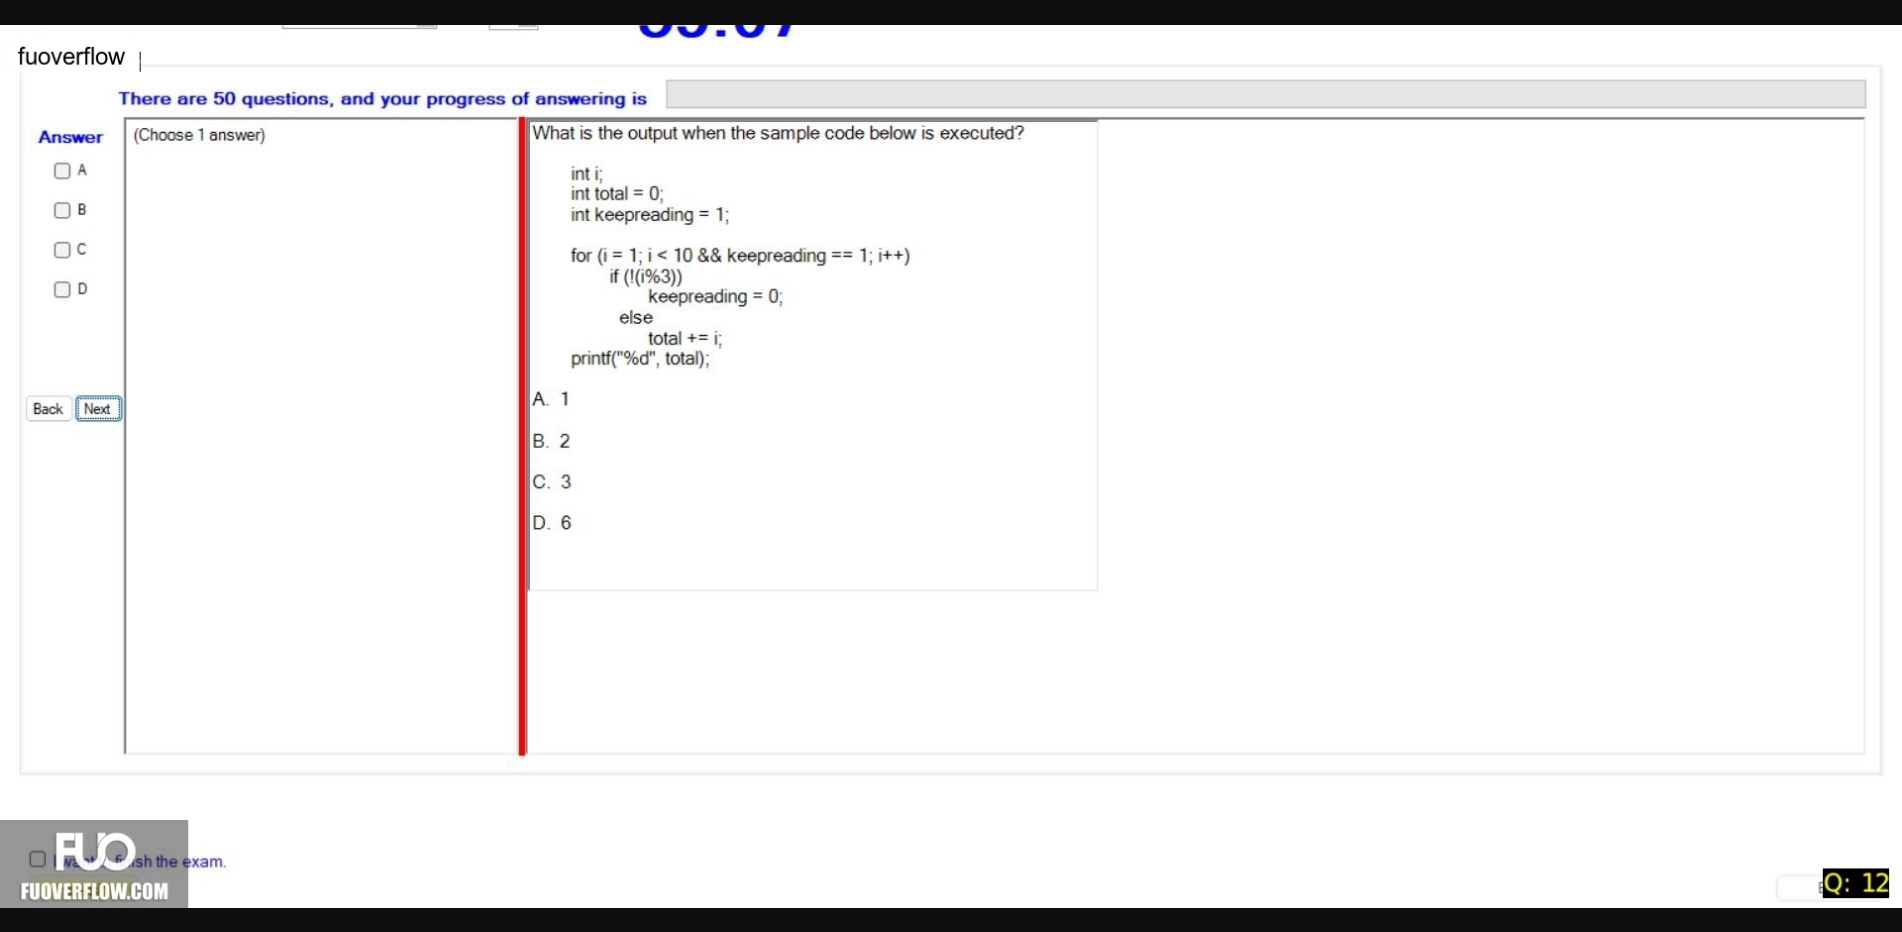 fuoverflow
There are 50 questions, and your progress of answering is
Answer
(Choose 1 answer)
A
B
C
D
Back Next
What is the output when the sample code below is executed?
int i;
int total = 0;
int keepreading = 1;
for (i = 1; i < 10 && keepreading == 1; i++)
if (!(i%3))
keepreading = 0;
else
total += i;
printf("%d", total);
A. 1
B. 2
C. 3
D. 6
FUO
the exam.
FUOVERFLOW.COM
Q: 12